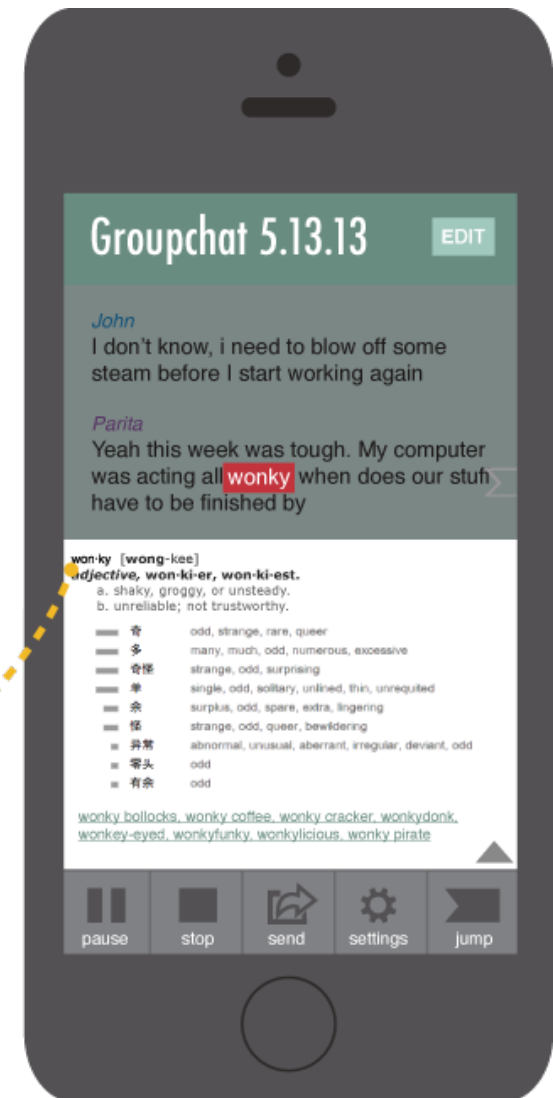 Groupchat 5.13.13
EDIT
John
I don't know, i need to blow off some
steam before I start working again
Parita
Yeah this week was tough. My computer
was acting all wonky when does our stuff
have to be finished by
won·ky [wong-kee]
adjective, won·ki·er, won·ki·est.
a. shaky, groggy, or unsteady.
b. unreliable; not trustworthy.
奇 odd, strange, rare, queer
多 many, much, odd, numerous, excessive
奇怪 strange, odd, surprising
单 single, odd, solitary, unlined, thin, unrequited
余 surplus, odd, spare, extra, lingering
怪 strange, odd, queer, bewildering
异常 abnormal, unusual, aberrant, irregular, deviant, odd
零头 odd
有余 odd
wonky bollocks, wonky coffee, wonky cracker, wonkydonk,
wonkey-eyed, wonkyfunky, wonkylicious, wonky pirate
pause stop send settings jump